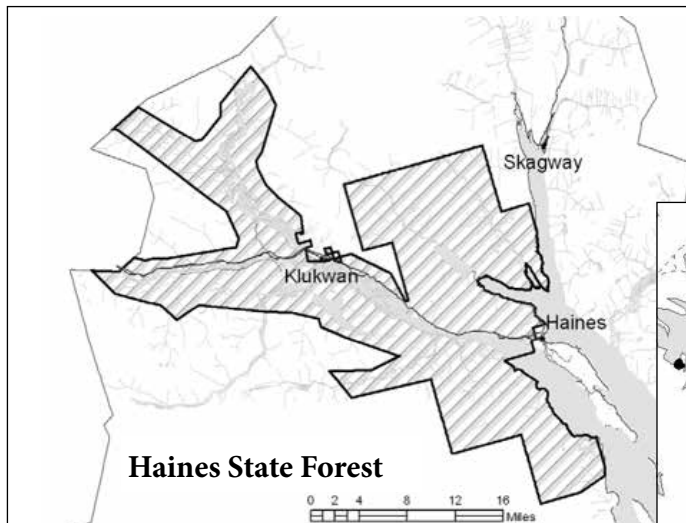 Skagway
Klukwan
Haines
Haines State Forest
0 2 4 8 12 16
Miles